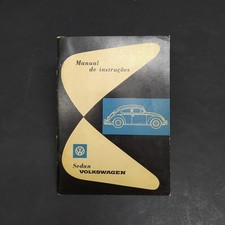 Manual
de instruções
Sedan
VOLKSWAGEN